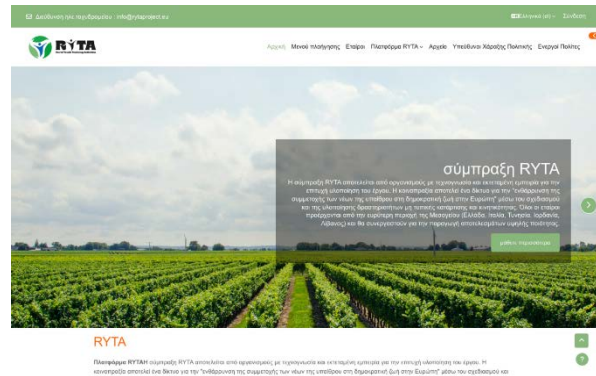 Διεύθυνση ηλε. ταχυδρομείου : info@rytaproject.eu
Ελληνικά (el) Σύνδεση
RYTA
Αρχική Μενού πλοήγησης Εταίροι Πλατφόρμα RYTA Αρχεία Υπεύθυνοι Χάραξης Πολιτικής Ενεργοί Πολίτες
σύμπραξη RYTA
Η σύμπραξη RYTA αποτελείται από οργανισμούς με τεχνογνωσία και εκτεταμένη εμπειρία για την
επιτυχή υλοποίηση του έργου. Η κοινοπραξία αποτελεί ένα δίκτυο για την "ενθάρρυνση της
συμμετοχής των νέων της υπαίθρου στη δημοκρατική ζωή στην Ευρώπη" μέσω του σχεδιασμού
και της υλοποίησης δραστηριοτήτων μη τυπικής κατάρτισης και κινητικότητας. Όλοι οι εταίροι
προέρχονται από την ευρύτερη περιοχή της Μεσογείου (Ελλάδα, Ιταλία, Τυνησία, Ιορδανία,
Λίβανος) και θα συνεργαστούν για την παραγωγή αποτελεσμάτων υψηλής ποιότητας.
μάθετε περισσότερα
RYTA
Πλατφόρμα RYTAΗ σύμπραξη RYTA αποτελείται από οργανισμούς με τεχνογνωσία και εκτεταμένη εμπειρία για την επιτυχή υλοποίηση του έργου. Η
κοινοπραξία αποτελεί ένα δίκτυο για την "ενθάρρυνση της συμμετοχής των νέων της υπαίθρου στη δημοκρατική ζωή στην Ευρώπη" μέσω του σχεδιασμού και